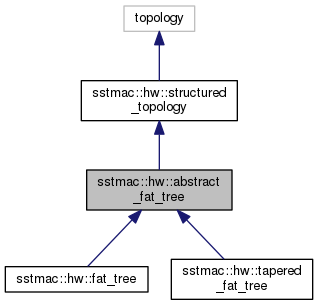 topology
sstmac::hw::structured
_topology
sstmac::hw::abstract
_fat_tree
sstmac::hw::fat_tree
sstmac::hw::tapered
_fat_tree